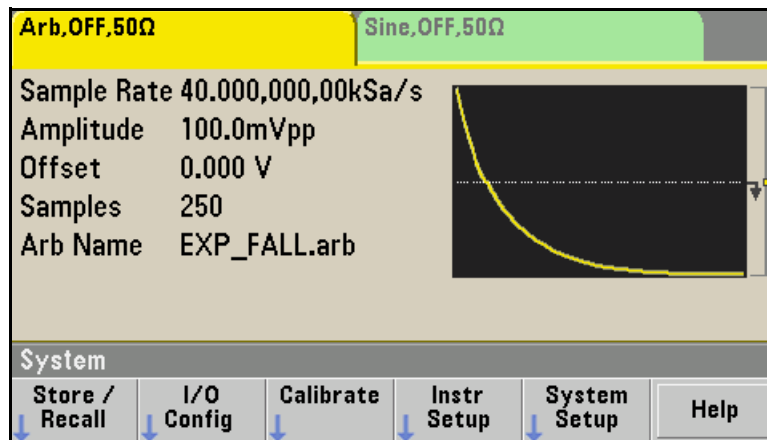 Arb,OFF,50Ω
Sine,OFF,50Ω
Sample Rate 40.000,000,00kSa/s
Amplitude 100.0mVpp
Offset 0.000 V
Samples 250
Arb Name EXP_FALL.arb
System
Store / Recall
I/O Config
Calibrate
Instr Setup
System Setup
Help